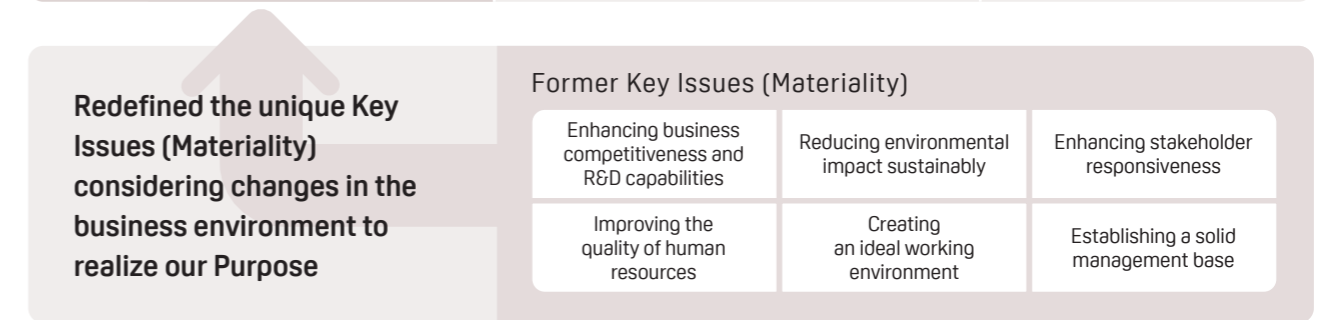 Redefined the unique Key
Issues (Materiality)
considering changes in the
business environment to
realize our Purpose
Former Key Issues (Materiality)
Enhancing business
competitiveness and
R&D capabilities
Reducing environmental
impact sustainably
Enhancing stakeholder
responsiveness
Improving the
quality of human
resources
Creating
an ideal working
environment
Establishing a solid
management base